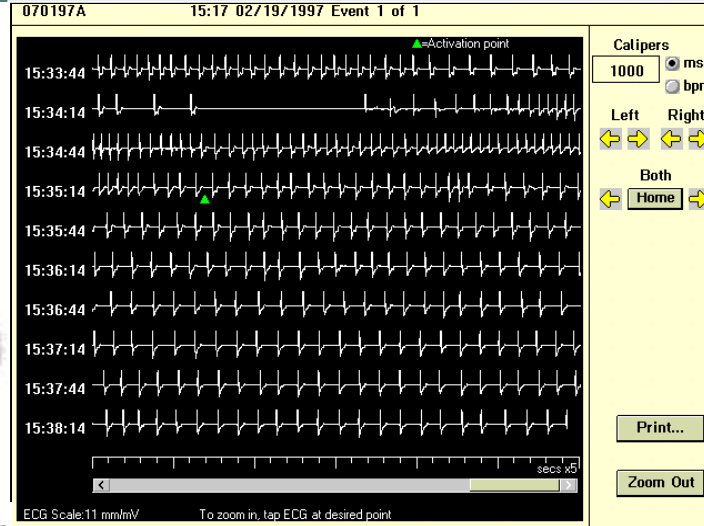 070197A 15:17 02/19/1997 Event 1 of 1
=Activation point
Calipers
1000 ms
bpm
Left Right
Both
Home
15:33:44
15:34:14
15:34:44
15:35:14
15:35:44
15:36:14
15:36:44
15:37:14
15:37:44
15:38:14
secs x5
Print...
Zoom Out
ECG Scale:11 mm/mV To zoom in, tap ECG at desired point